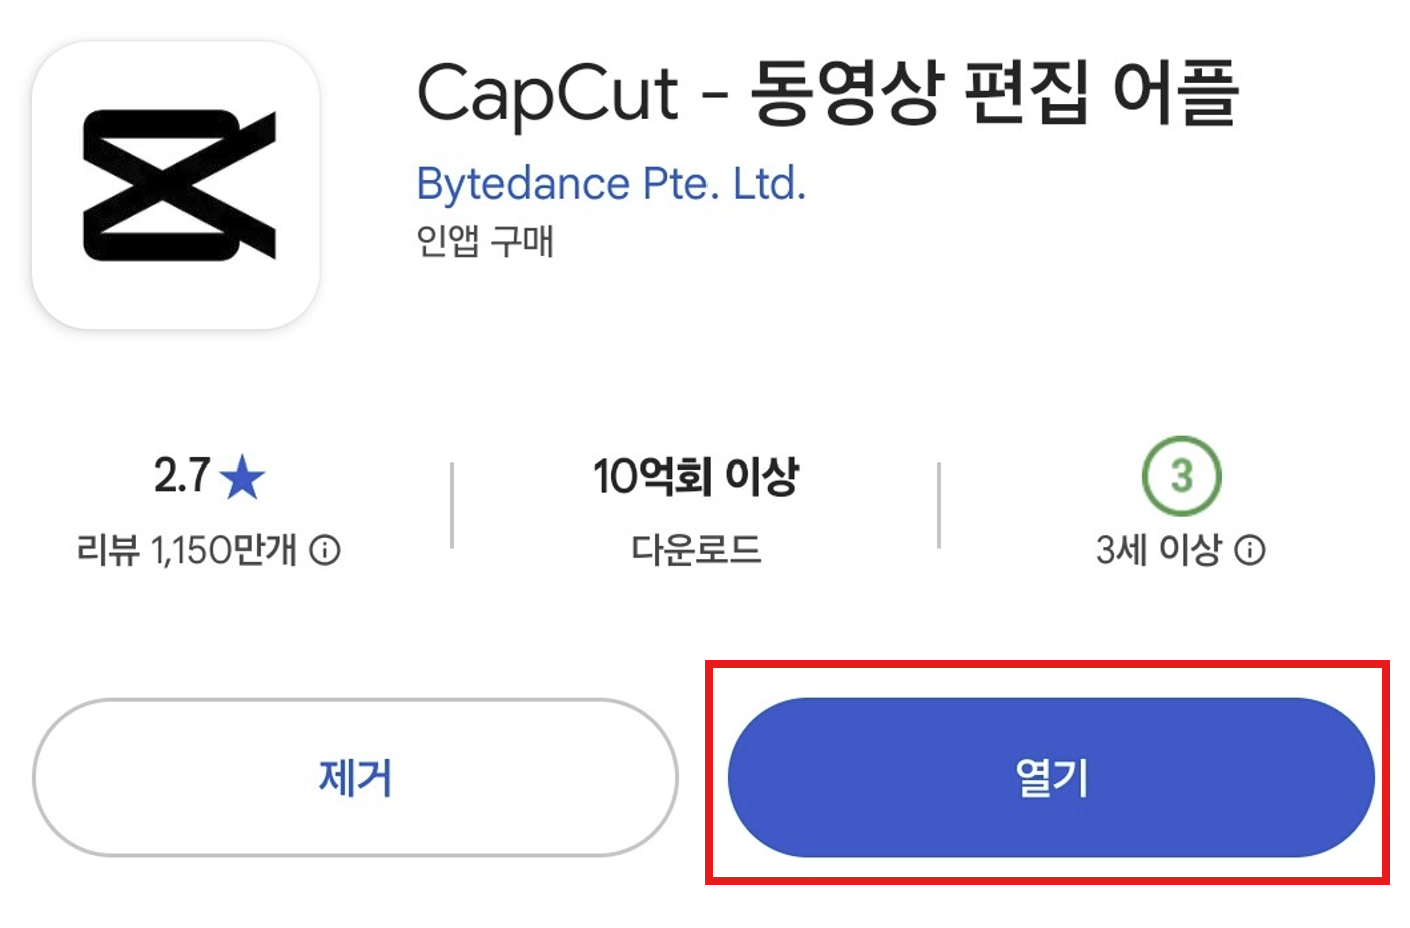 CapCut - 동영상 편집 어플
Bytedance Pte. Ltd.
인앱 구매
2.7★
리뷰 1,150만개
10억회 이상
다운로드
3
3세 이상
제거
열기